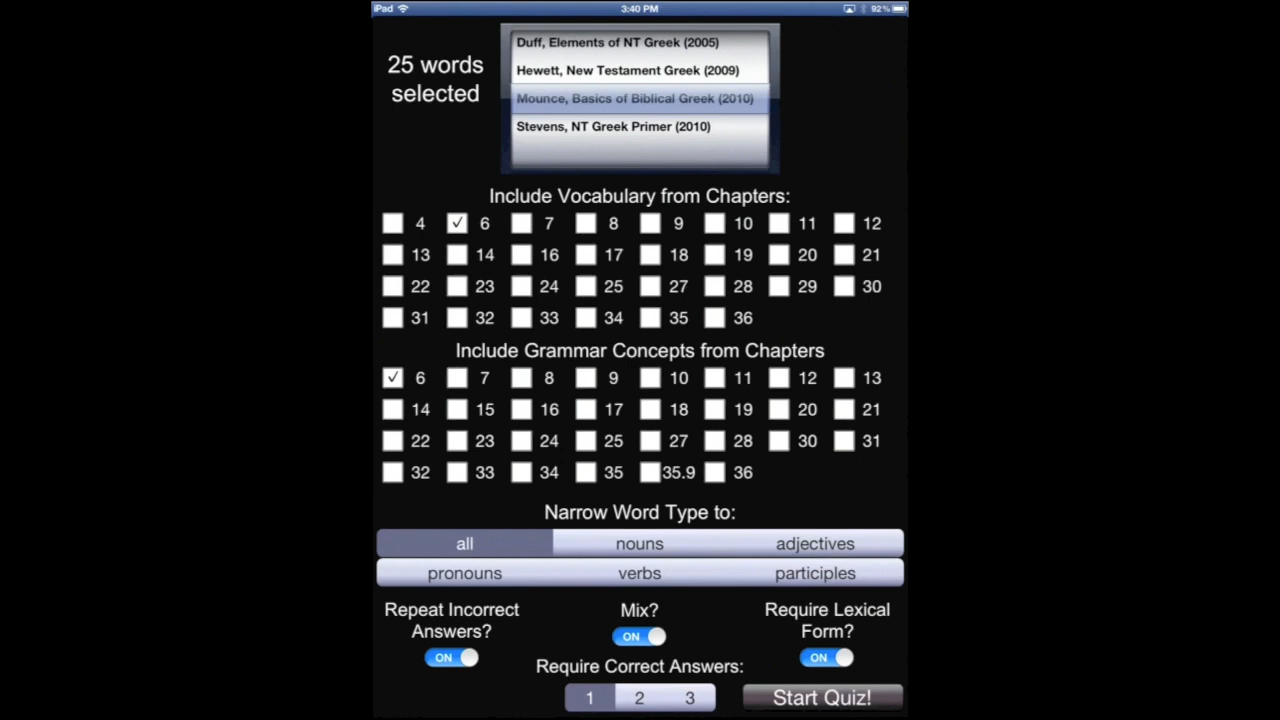 iPad 3:40 PM 92%
25 words
selected
Duff, Elements of NT Greek (2005)
Hewett, New Testament Greek (2009)
Mounce, Basics of Biblical Greek (2010)
Stevens, NT Greek Primer (2010)
Include Vocabulary from Chapters:
4 6 7 8 9 10 11 12
13 14 16 17 18 19 20 21
22 23 24 25 27 28 29 30
31 32 33 34 35 36
Include Grammar Concepts from Chapters
6 7 8 9 10 11 12 13
14 15 16 17 18 19 20 21
22 23 24 25 27 28 30 31
32 33 34 35 35.9 36
Narrow Word Type to:
all nouns adjectives
pronouns verbs participles
Repeat Incorrect
Answers?
ON
Mix?
ON
Require Lexical
Form?
ON
Require Correct Answers:
1 2 3
Start Quiz!